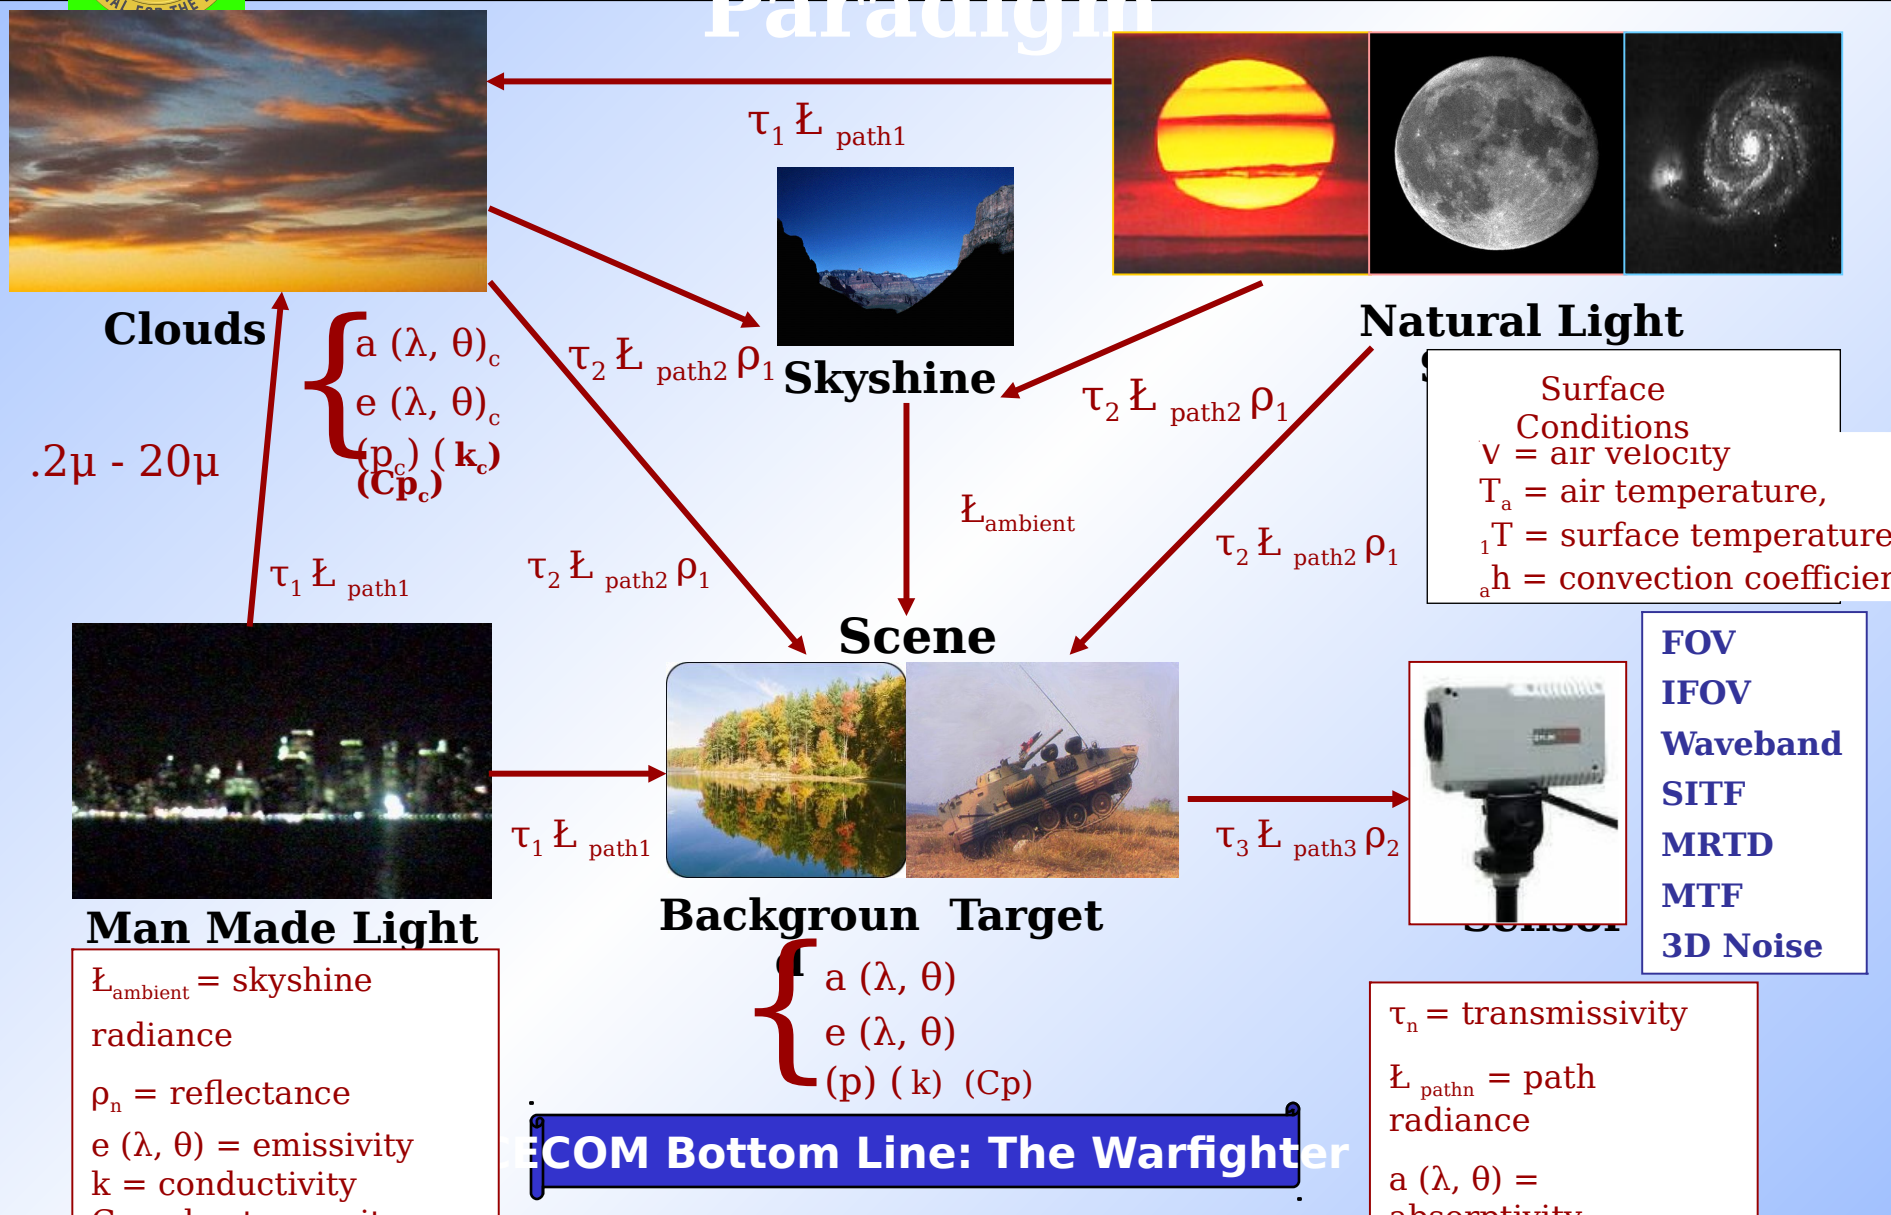 Paradigm
τ1 Ł path1
Clouds
a (λ, θ)c
e (λ, θ)c
(pc) ( kc)
(Cpc)
.2μ - 20μ
τ2 Ł path2 ρ1
Skyshine
τ2 Ł path2 ρ1
Natural Light
Surface
Conditions
V = air velocity
Ta = air temperature,
1T = surface temperature
ah = convection
Łambient
τ1 Ł path1
τ2 Ł path2 ρ1
τ2 Ł path2 ρ1
Scene
FOV
IFOV
Waveband
SITF
MRTD
MTF
3D Noise
τ1 Ł path1
τ3 Ł path3 ρ2
Man Made Light
Backgroun
d
Target
Sensor
a (λ, θ)
e (λ, θ)
(p) ( k) (Cp)
Łambient = skyshine
radiance
ρn = reflectance
e (λ, θ) = emissivity
k = conductivity
τn = transmissivity
Ł pathn = path
radiance
a (λ, θ) =
absorptivity
CECOM Bottom Line: The Warfighter